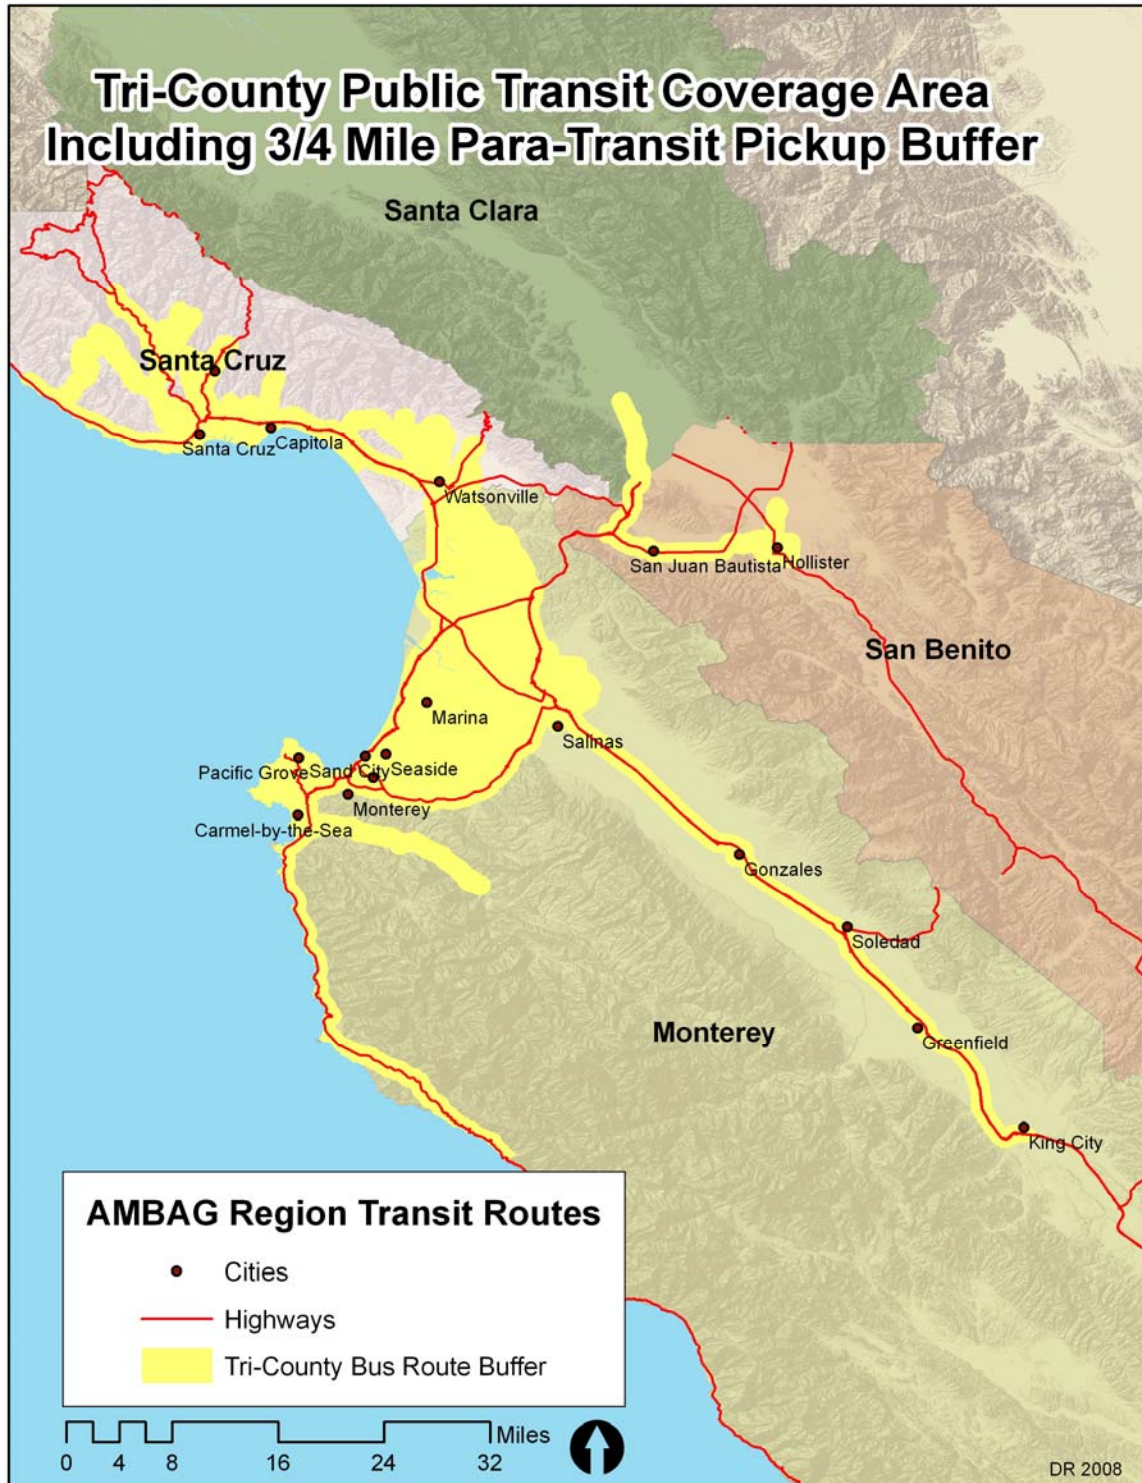 Tri-County Public Transit Coverage Area
Including 3/4 Mile Para-Transit Pickup Buffer
Santa Clara
Santa Cruz
Santa Cruz
Capitola
Watsonville
San Juan Bautista
Hollister
San Benito
Marina
Salinas
Pacific Grove
Sand City
Seaside
Monterey
Carmel-by-the-Sea
Gonzales
Soledad
Monterey
Greenfield
King City
AMBAG Region Transit Routes
Cities
Highways
Tri-County Bus Route Buffer
Miles
0 4 8 16 24 32
DR 2008